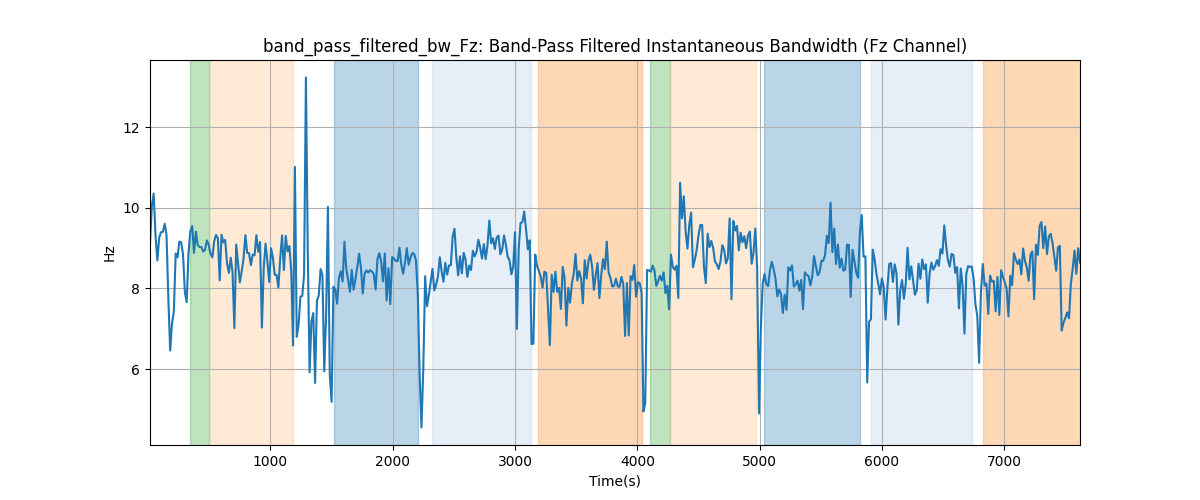 band_pass_filtered_bw_Fz: Band-Pass Filtered Instantaneous Bandwidth (Fz Channel)
12
10
8
6
Hz
1000 2000 3000 4000 5000 6000 7000
Time(s)